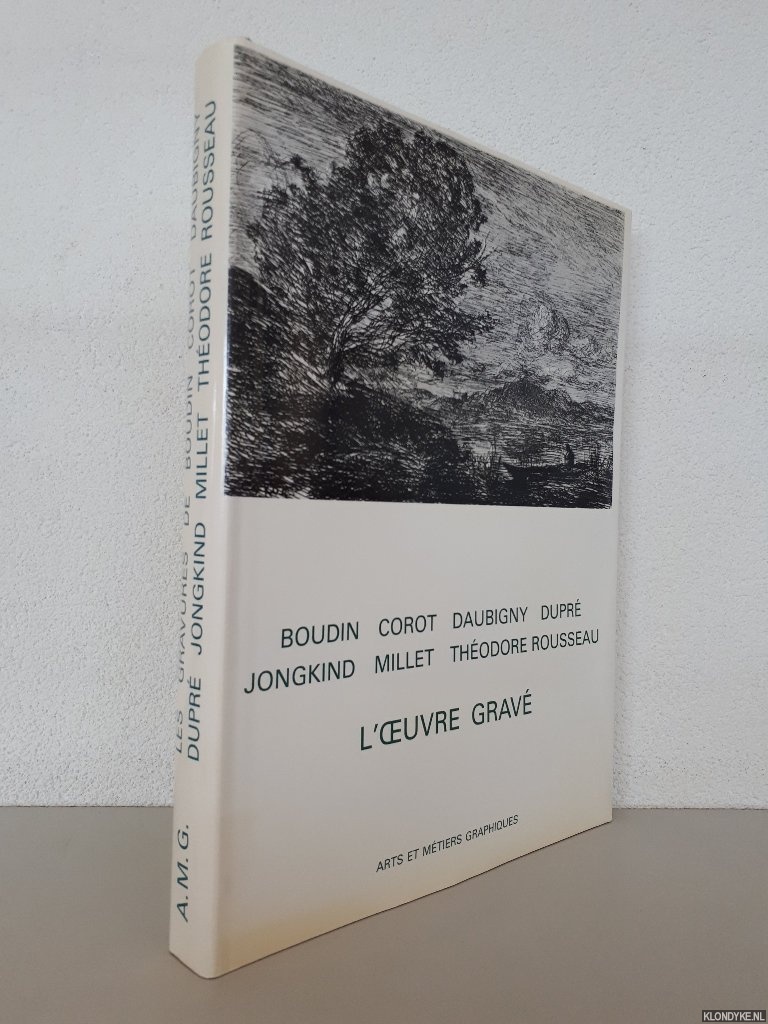 BOUDIN COROT DAUBIGNY DUPRÉ
JONGKIND MILLET THÉODORE ROUSSEAU
L'ŒUVRE GRAVÉ
ARTS ET MÉTIERS GRAPHIQUES
A.M.G.
LES GRAVURES DE BOUDIN COROT DAUBIGNY
DUPRÉ JONGKIND MILLET THÉODORE ROUSSEAU
KLONDYKE.NL